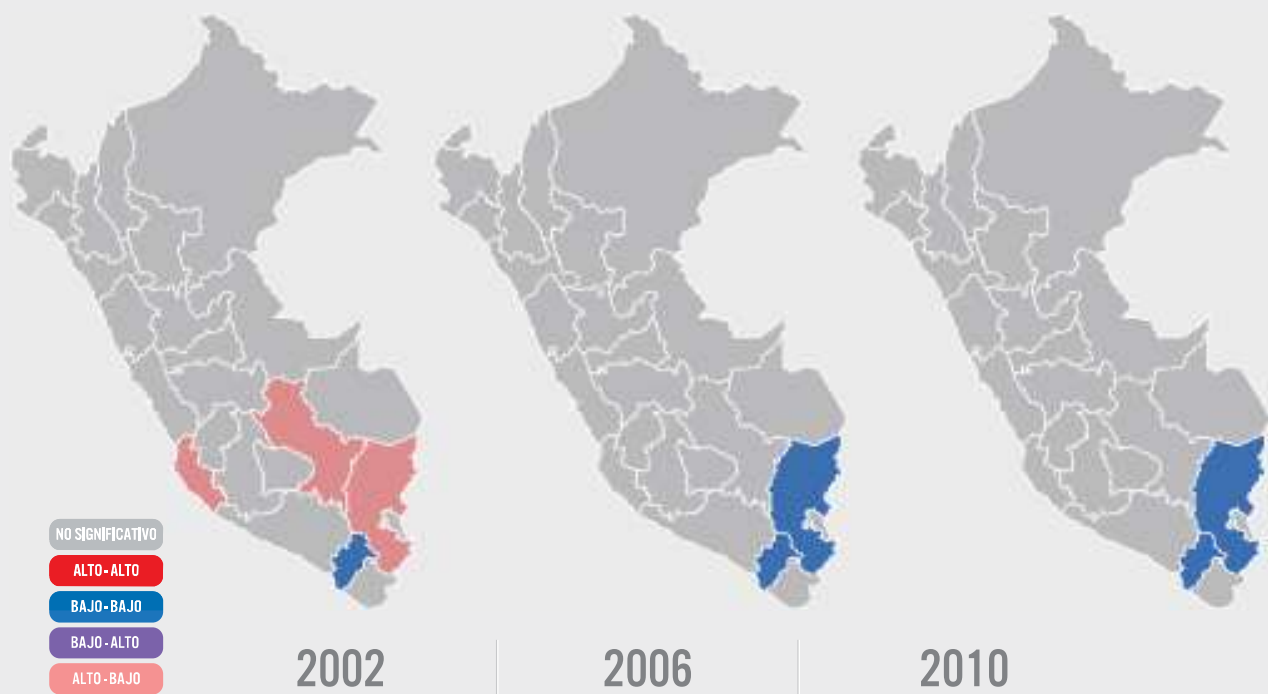 NO SIGNIFICATIVO
ALTO - ALTO
BAJO - BAJO
BAJO - ALTO
ALTO - BAJO
2002
2006
2010